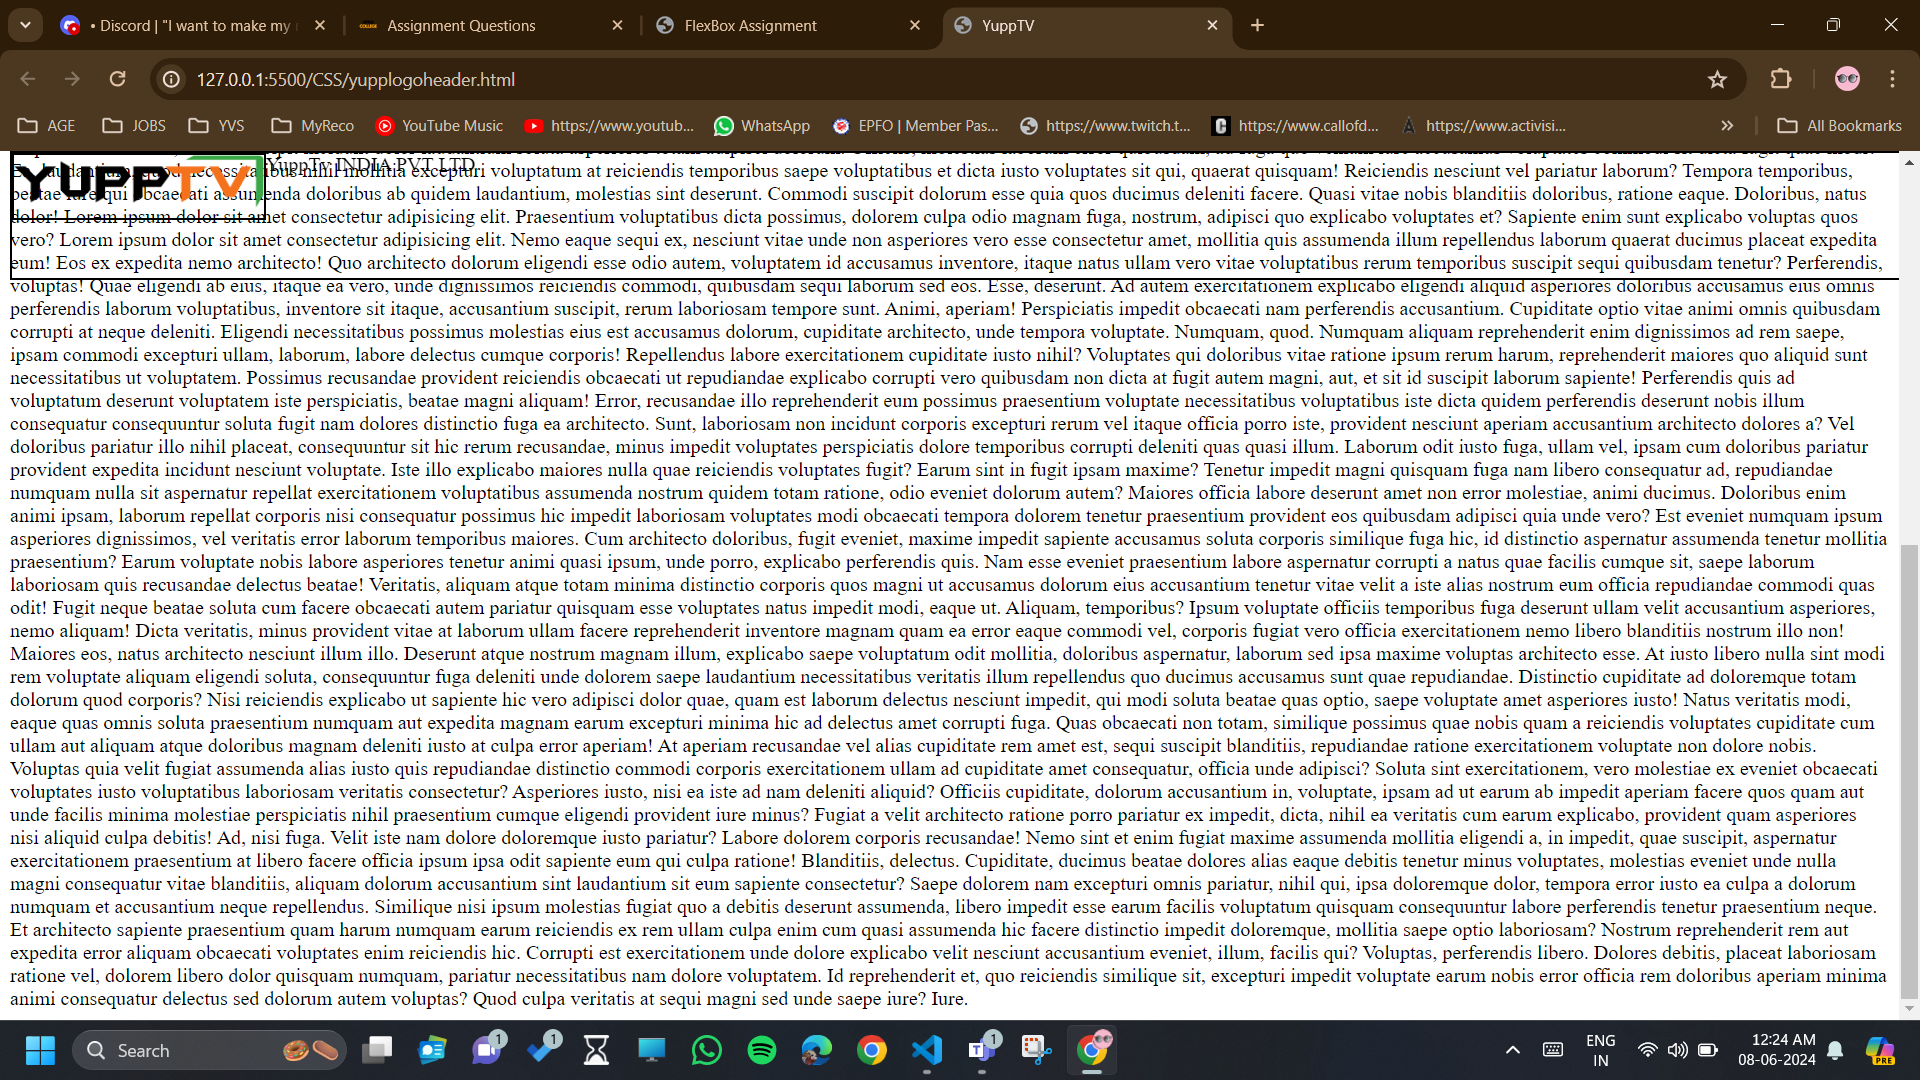 • Discord | "I want to make my
Assignment Questions
FlexBox Assignment
YuppTV
127.0.0.1:5500/CSS/yupplogoheader.html
AGE
JOBS
YVS
MyReco
YouTube Music
https://www.youtub...
WhatsApp
EPFO | Member Pas...
https://www.twitch.t...
https://www.callofd...
https://www.activisi...
All Bookmarks
YUPPTV
YuppTv INDIA PVT LTD
voluptatum at reiciendis temporibus saepe voluptatibus et dicta iusto voluptates sit qui, quaerat quisquam! Reiciendis nesciunt vel pariatur laborum? Tempora temporibus,
beatae iure qui obcaecati assumenda doloribus ab quidem laudantium, molestias sint deserunt. Commodi suscipit dolorum esse quia quos ducimus deleniti facere. Quasi vitae nobis blanditiis doloribus, ratione eaque. Doloribus, natus
dolor! Lorem ipsum dolor sit amet consectetur adipisicing elit. Praesentium voluptatibus dicta possimus, dolorem culpa odio magnam fuga, nostrum, adipisci quo explicabo voluptates et? Sapiente enim sunt explicabo voluptas quos
vero? Lorem ipsum dolor sit amet consectetur adipisicing elit. Nemo eaque sequi ex, nesciunt vitae unde non asperiores vero esse consectetur amet, mollitia quis assumenda illum repellendus laborum quaerat ducimus placeat expedita
eum! Eos ex expedita nemo architecto! Quo architecto dolorum eligendi esse odio autem, voluptatem id accusamus inventore, itaque natus ullam vero vitae voluptatibus rerum temporibus suscipit sequi quibusdam tenetur? Perferendis,
voluptas! Quae eligendi ab eius, itaque ea vero, unde dignissimos reiciendis commodi, quibusdam sequi laborum sed eos. Esse, deserunt. Ad autem exercitationem explicabo eligendi aliquid asperiores doloribus accusamus eius omnis
perferendis laborum voluptatibus, inventore sit itaque, accusantium suscipit, rerum laboriosam tempore sunt. Animi, aperiam! Perspiciatis impedit obcaecati nam perferendis accusantium. Cupiditate optio vitae animi omnis quibusdam
corrupti at neque deleniti. Eligendi necessitatibus possimus molestias eius est accusamus dolorum, cupiditate architecto, unde tempora voluptate. Numquam, quod. Numquam aliquam reprehenderit enim dignissimos ad rem saepe,
ipsam commodi excepturi ullam, laborum, labore delectus cumque corporis! Repellendus labore exercitationem cupiditate iusto nihil? Voluptates qui doloribus vitae ratione ipsum rerum harum, reprehenderit maiores quo aliquid sunt
necessitatibus ut voluptatem. Possimus recusandae provident reiciendis obcaecati ut repudiandae explicabo corrupti vero quibusdam non dicta at fugit autem magni, aut, et sit id suscipit laborum sapiente! Perferendis quis ad
voluptatum deserunt voluptatem iste perspiciatis, beatae magni aliquam! Error, recusandae illo reprehenderit eum possimus praesentium voluptate necessitatibus voluptatibus iste dicta quidem perferendis deserunt nobis illum
consequatur consequuntur soluta fugit nam dolores distinctio fuga ea architecto. Sunt, laboriosam non incidunt corporis excepturi rerum vel itaque officia porro iste, provident nesciunt aperiam accusantium architecto dolores a? Vel
doloribus pariatur illo nihil placeat, consequuntur sit hic rerum recusandae, minus impedit voluptates perspiciatis dolore temporibus corrupti deleniti quas quasi illum. Laborum odit iusto fuga, ullam vel, ipsam cum doloribus pariatur
provident expedita incidunt nesciunt voluptate. Iste illo explicabo maiores nulla quae reiciendis voluptates fugit? Earum sint in fugit ipsam maxime? Tenetur impedit magni quisquam fuga nam libero consequatur ad, repudiandae
numquam nulla sit aspernatur repellat exercitationem voluptatibus assumenda nostrum quidem totam ratione, odio eveniet dolorum autem? Maiores officia labore deserunt amet non error molestiae, animi ducimus. Doloribus enim
animi ipsam, laborum repellat corporis nisi consequatur possimus hic impedit laboriosam voluptates modi obcaecati tempora dolorem tenetur praesentium provident eos quibusdam adipisci quia unde vero? Est eveniet numquam ipsum
asperiores dignissimos, vel veritatis error laborum temporibus maiores. Cum architecto doloribus, fugit eveniet, maxime impedit sapiente accusamus soluta corporis similique fuga hic, id distinctio aspernatur assumenda tenetur mollitia
praesentium? Earum voluptate nobis labore asperiores tenetur animi quasi ipsum, unde porro, explicabo perferendis quis. Nam esse eveniet praesentium labore aspernatur corrupti a natus quae facilis cumque sit, saepe laborum
laboriosam quis recusandae delectus beatae! Veritatis, aliquam atque totam minima distinctio corporis quos magni ut accusamus dolorum eius accusantium tenetur vitae velit a iste alias nostrum eum officia repudiandae commodi quas
odit! Fugit neque beatae soluta cum facere obcaecati autem pariatur quisquam esse voluptates natus impedit modi, eaque ut. Aliquam, temporibus? Ipsum voluptate officiis temporibus fuga deserunt ullam velit accusantium asperiores,
nemo aliquam! Dicta veritatis, minus provident vitae at laborum ullam facere reprehenderit inventore magnam quam ea error eaque commodi vel, corporis fugiat vero officia exercitationem nemo libero blanditiis nostrum illo non!
Maiores eos, natus architecto nesciunt illum illo. Deserunt atque nostrum magnam illum, explicabo saepe voluptatum odit mollitia, doloribus aspernatur, laborum sed ipsa maxime voluptas architecto esse. At iusto libero nulla sint modi
rem voluptate aliquam eligendi soluta, consequuntur fuga deleniti unde dolorem saepe laudantium necessitatibus veritatis illum repellendus quo ducimus accusamus sunt quae repudiandae. Distinctio cupiditate ad doloremque totam
dolorum quod corporis? Nisi reiciendis explicabo ut sapiente hic vero adipisci dolor quae, quam est laborum delectus nesciunt impedit, qui modi soluta beatae quas optio, saepe voluptate amet asperiores iusto! Natus veritatis modi,
eaque quas omnis soluta praesentium numquam aut expedita magnam earum excepturi minima hic ad delectus amet corrupti fuga. Quas obcaecati non totam, similique possimus quae nobis quam a reiciendis voluptates cupiditate cum
ullam aut aliquam atque doloribus magnam deleniti iusto at culpa error aperiam! At aperiam recusandae vel alias cupiditate rem amet est, sequi suscipit blanditiis, repudiandae ratione exercitationem voluptate non dolore nobis.
Voluptas quia velit fugiat assumenda alias iusto quis repudiandae distinctio commodi corporis exercitationem ullam ad cupiditate amet consequatur, officia unde adipisci? Soluta sint exercitationem, vero molestiae ex eveniet obcaecati
voluptates iusto voluptatibus laboriosam veritatis consectetur? Asperiores iusto, nisi ea iste ad nam deleniti aliquid? Officiis cupiditate, dolorum accusantium in, voluptate, ipsam ad ut earum ab impedit aperiam facere quos quam aut
unde facilis minima molestiae perspiciatis nihil praesentium cumque eligendi provident iure minus? Fugiat a velit architecto ratione porro pariatur ex impedit, dicta, nihil ea veritatis cum earum explicabo, provident quam asperiores
nisi aliquid culpa debitis! Ad, nisi fuga. Velit iste nam dolore doloremque iusto pariatur? Labore dolorem corporis recusandae! Nemo sint et enim fugiat maxime assumenda mollitia eligendi a, in impedit, quae suscipit, aspernatur
exercitationem praesentium at libero facere officia ipsum ipsa odit sapiente eum qui culpa ratione! Blanditiis, delectus. Cupiditate, ducimus beatae dolores alias eaque debitis tenetur minus voluptates, molestias eveniet unde nulla
magni consequatur vitae blanditiis, aliquam dolorum accusantium sint laudantium sit eum sapiente consectetur? Saepe dolorem nam excepturi omnis pariatur, nihil qui, ipsa doloremque dolor, tempora error iusto ea culpa a dolorum
numquam et accusantium neque repellendus. Similique nisi ipsum molestias fugiat quo a debitis deserunt assumenda, libero impedit esse earum facilis voluptatum quisquam consequuntur labore perferendis tenetur praesentium neque.
Et architecto sapiente praesentium quam harum numquam earum reiciendis ex rem ullam culpa enim cum quasi assumenda hic facere distinctio impedit doloremque, mollitia saepe optio laboriosam? Nostrum reprehenderit rem aut
expedita error aliquam obcaecati voluptates enim reiciendis hic. Corrupti est exercitationem unde dolore explicabo velit nesciunt accusantium eveniet, illum, facilis qui? Voluptas, perferendis libero. Dolores debitis, placeat laboriosam
ratione vel, dolorem libero dolor quisquam numquam, pariatur necessitatibus nam dolore voluptatem. Id reprehenderit et, quo reiciendis similique sit, excepturi impedit voluptate earum nobis error officia rem doloribus aperiam minima
animi consequatur delectus sed dolorum autem voluptas? Quod culpa veritatis at sequi magni sed unde saepe iure? Iure.
Search
1
1
1
ENG
IN
12:24 AM
08-06-2024
PRE